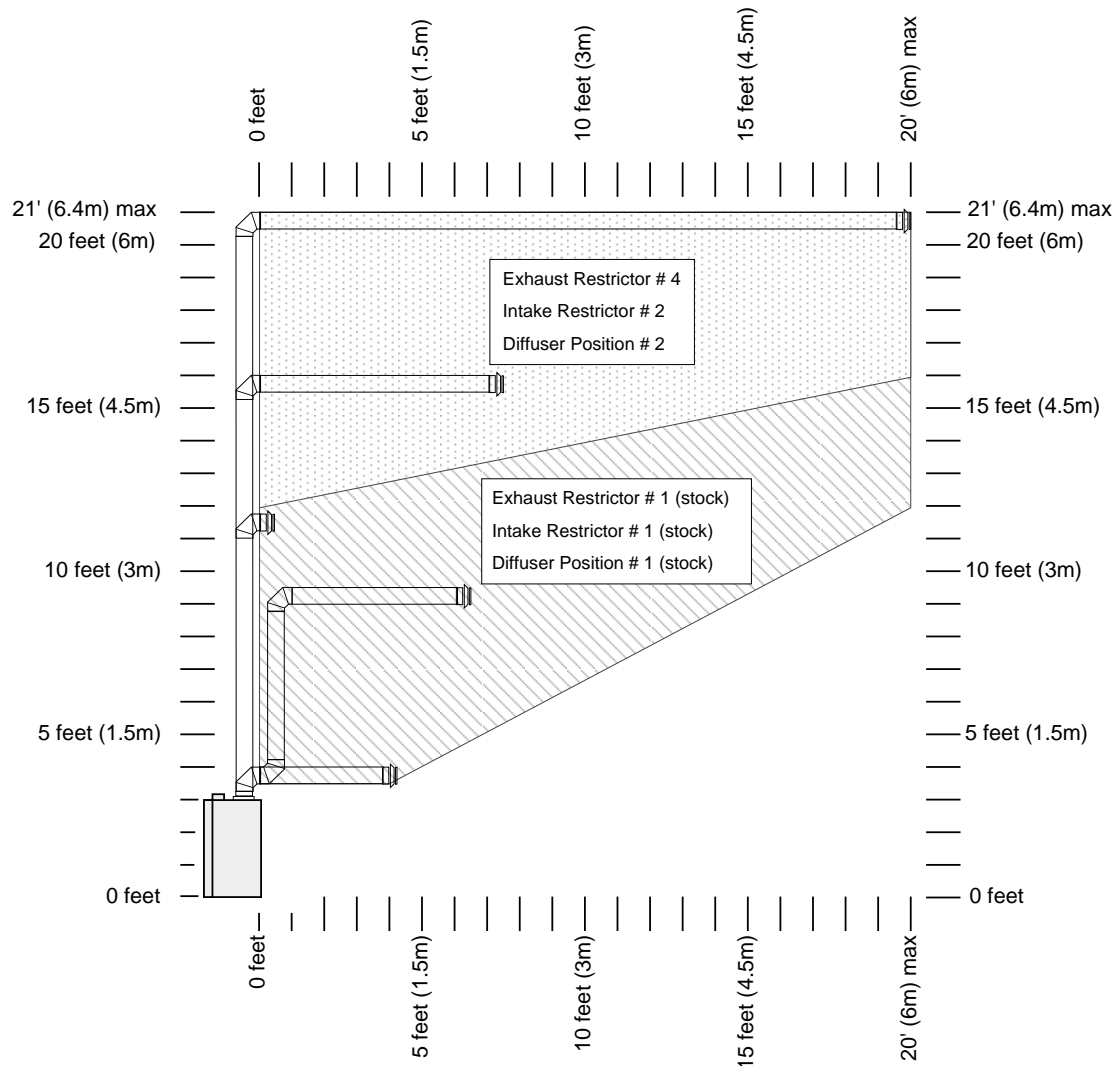 0 feet
5 feet (1.5m)
10 feet (3m)
15 feet (4.5m)
20' (6m) max
21' (6.4m) max
20 feet (6m)
15 feet (4.5m)
10 feet (3m)
5 feet (1.5m)
0 feet
Exhaust Restrictor # 4
Intake Restrictor # 2
Diffuser Position # 2
Exhaust Restrictor # 1 (stock)
Intake Restrictor # 1 (stock)
Diffuser Position # 1 (stock)
21' (6.4m) max
20 feet (6m)
15 feet (4.5m)
10 feet (3m)
5 feet (1.5m)
0 feet
0 feet
5 feet (1.5m)
10 feet (3m)
15 feet (4.5m)
20' (6m) max